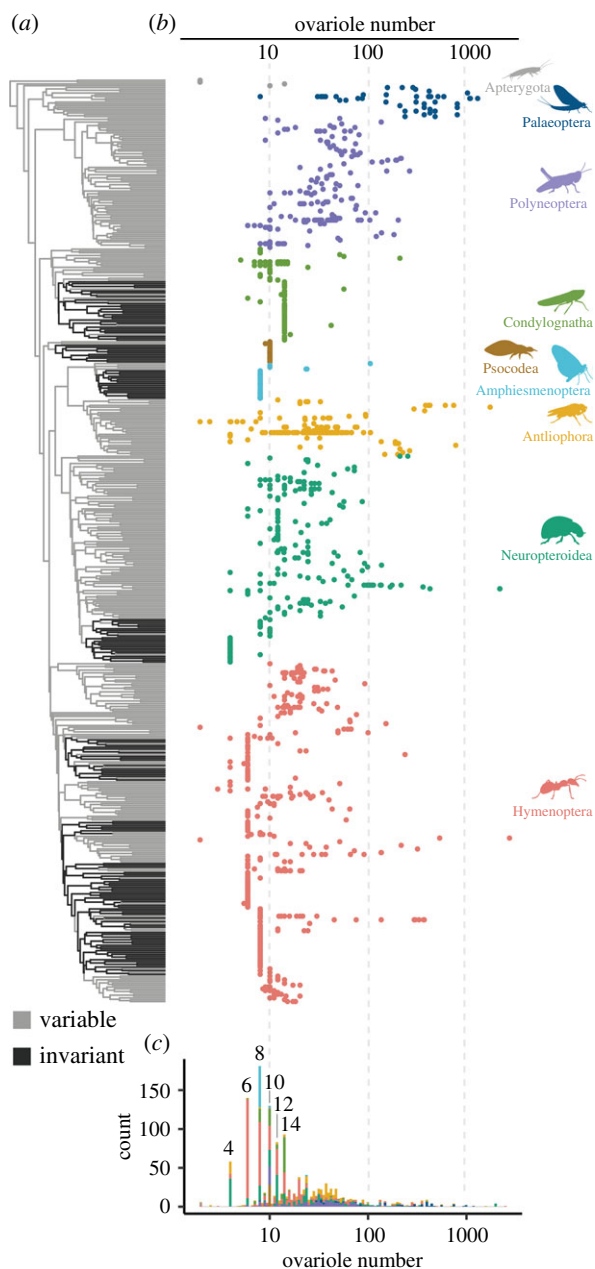 (a)
(b)
ovariole number
10
100
1000
Apterygota
Palaeoptera
Polyneoptera
Condylognatha
Psocodea
Amphiesmenoptera
Antliophora
Neuropteroidea
Hymenoptera
variable
invariant
(c)
8
6
10
12
14
4
150
100
50
0
count
10
100
1000
ovariole number